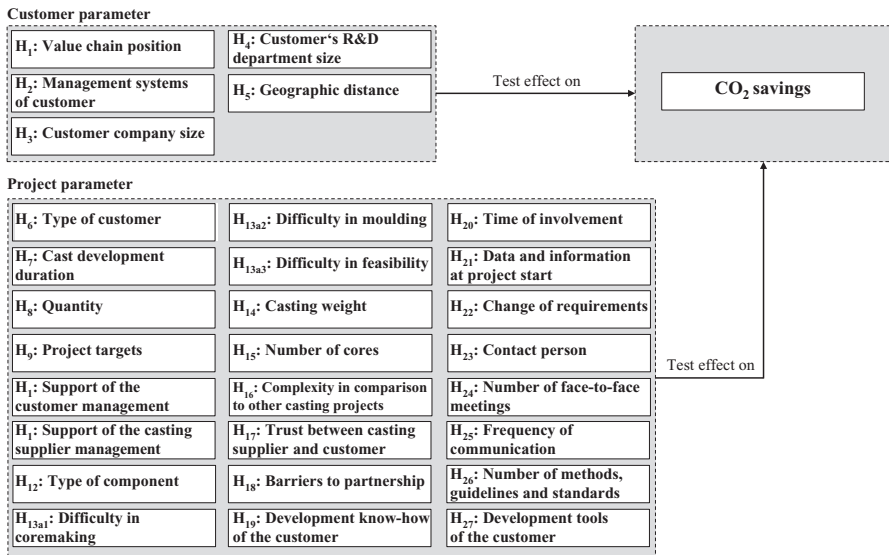 Customer parameter
H1: Value chain position
H2: Management systems
of customer
H3: Customer company size
H4: Customer‘s R&D
department size
H5: Geographic distance
Test effect on
CO2 savings
Project parameter
H6: Type of customer
H7: Cast development
duration
H8: Quantity
H9: Project targets
H1: Support of the
customer management
H1: Support of the casting
supplier management
H12: Type of component
H13a1: Difficulty in
coremaking
H13a2: Difficulty in moulding
H13a3: Difficulty in feasibility
H14: Casting weight
H15: Number of cores
H16: Complexity in comparison
to other casting projects
H17: Trust between casting
supplier and customer
H18: Barriers to partnership
H19: Development know-how
of the customer
H20: Time of involvement
H21: Data and information
at project start
H22: Change of requirements
H23: Contact person
H24: Number of face-to-face
meetings
H25: Frequency of
communication
H26: Number of methods,
guidelines and standards
H27: Development tools
of the customer
Test effect on